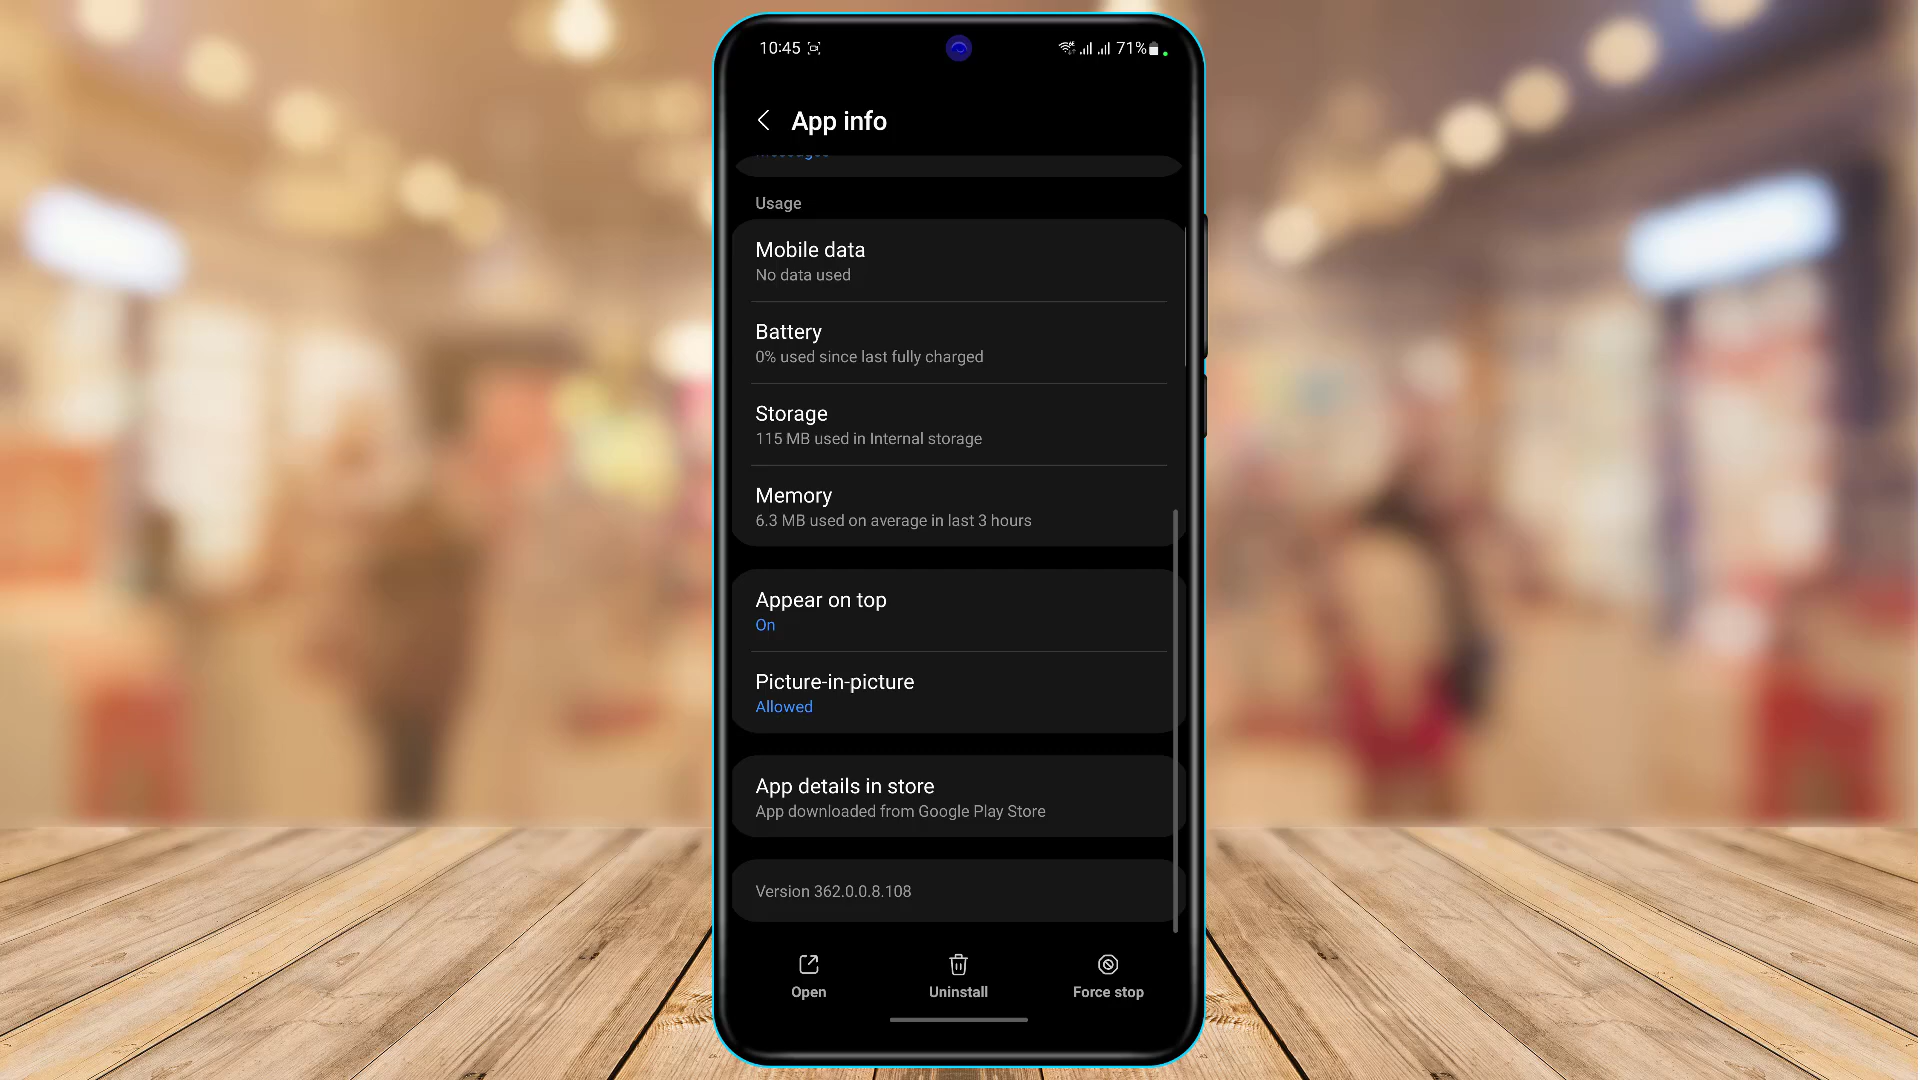 10:45
71%
App info
Messages
Usage
Mobile data
No data used
Battery
0% used since last fully charged
Storage
115 MB used in Internal storage
Memory
6.3 MB used on average in last 3 hours
Appear on top
On
Picture-in-picture
Allowed
App details in store
App downloaded from Google Play Store
Version 362.0.0.8.108
Open
Uninstall
Force stop